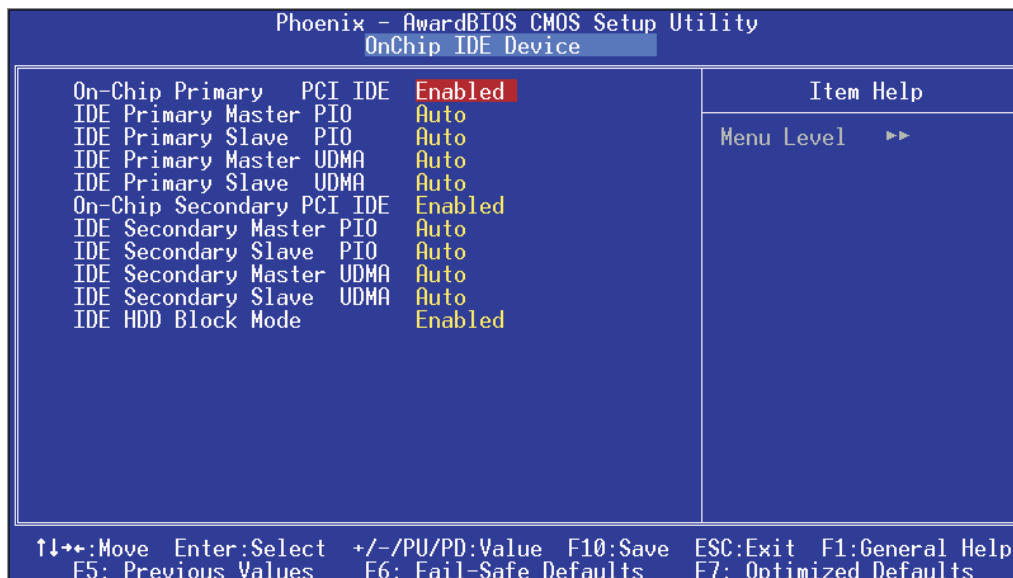 Phoenix - AwardBIOS CMOS Setup Utility
OnChip IDE Device
On-Chip Primary PCI IDE Enabled
IDE Primary Master PIO Auto
IDE Primary Slave PIO Auto
IDE Primary Master UDMA Auto
IDE Primary Slave UDMA Auto
On-Chip Secondary PCI IDE Enabled
IDE Secondary Master PIO Auto
IDE Secondary Slave PIO Auto
IDE Secondary Master UDMA Auto
IDE Secondary Slave UDMA Auto
IDE HDD Block Mode Enabled
Item Help
Menu Level ►►
↑↓→←:Move Enter:Select +/-/PU/PD:Value F10:Save ESC:Exit F1:General Help
F5: Previous Values F6: Fail-Safe Defaults F7: Optimized Defaults